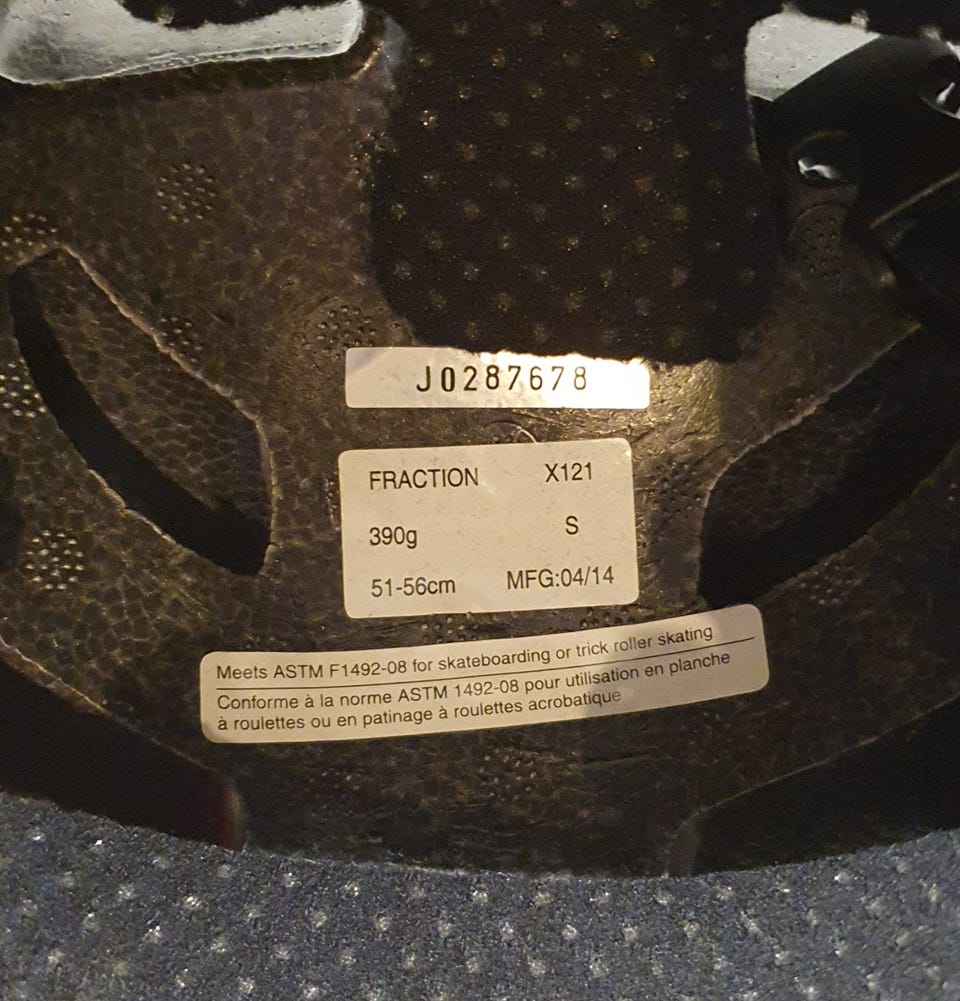 J0287678
FRACTION X121
390g S
51-56cm MFG:04/14
Meets ASTM F1492-08 for skateboarding or trick roller skating
Conforme à la norme ASTM 1492-08 pour utilisation en planche
à roulettes ou en patinage à roulettes acrobatique